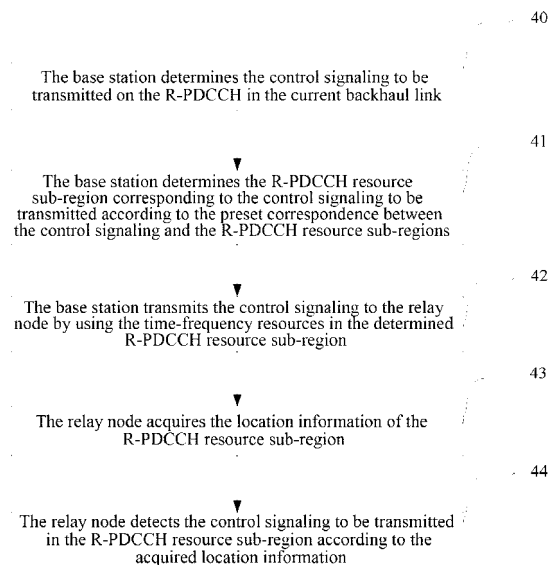 40
The base station determines the control signaling to be
transmitted on the R-PDCCH in the current backhaul link
41
The base station determines the R-PDCCH resource
sub-region corresponding to the control signaling to be
transmitted according to the preset correspondence between
the control signaling and the R-PDCCH resource sub-regions
42
The base station transmits the control signaling to the relay
node by using the time-frequency resources in the determined
R-PDCCH resource sub-region
43
The relay node acquires the location information of the
R-PDCCH resource sub-region
44
The relay node detects the control signaling to be transmitted
in the R-PDCCH resource sub-region according to the
acquired location information